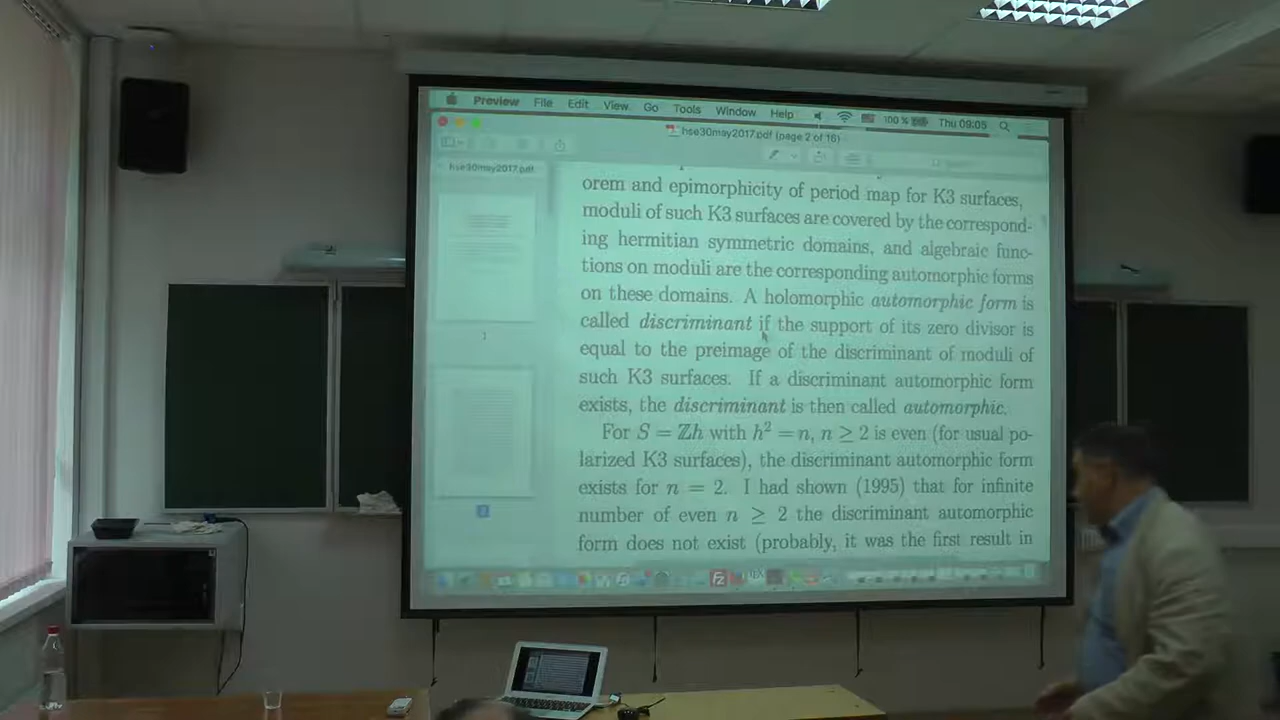 Preview File Edit View Go Tools Window Help 100 % Thu 09:05
hse30may2017.pdf (page 2 of 16)
hse30may2017.pdf
orem and epimorphicity of period map for K3 surfaces,
moduli of such K3 surfaces are covered by the correspond-
ing hermitian symmetric domains, and algebraic func-
tions on moduli are the corresponding automorphic forms
on these domains. A holomorphic automorphic form is
called discriminant if the support of its zero divisor is
equal to the preimage of the discriminant of moduli of
such K3 surfaces. If a discriminant automorphic form
exists, the discriminant is then called automorphic.
For S = ℤh with h² = n, n ≥ 2 is even (for usual po-
larized K3 surfaces), the discriminant automorphic form
exists for n = 2. I had shown (1995) that for infinite
number of even n ≥ 2 the discriminant automorphic
form does not exist (probably, it was the first result in
1
2